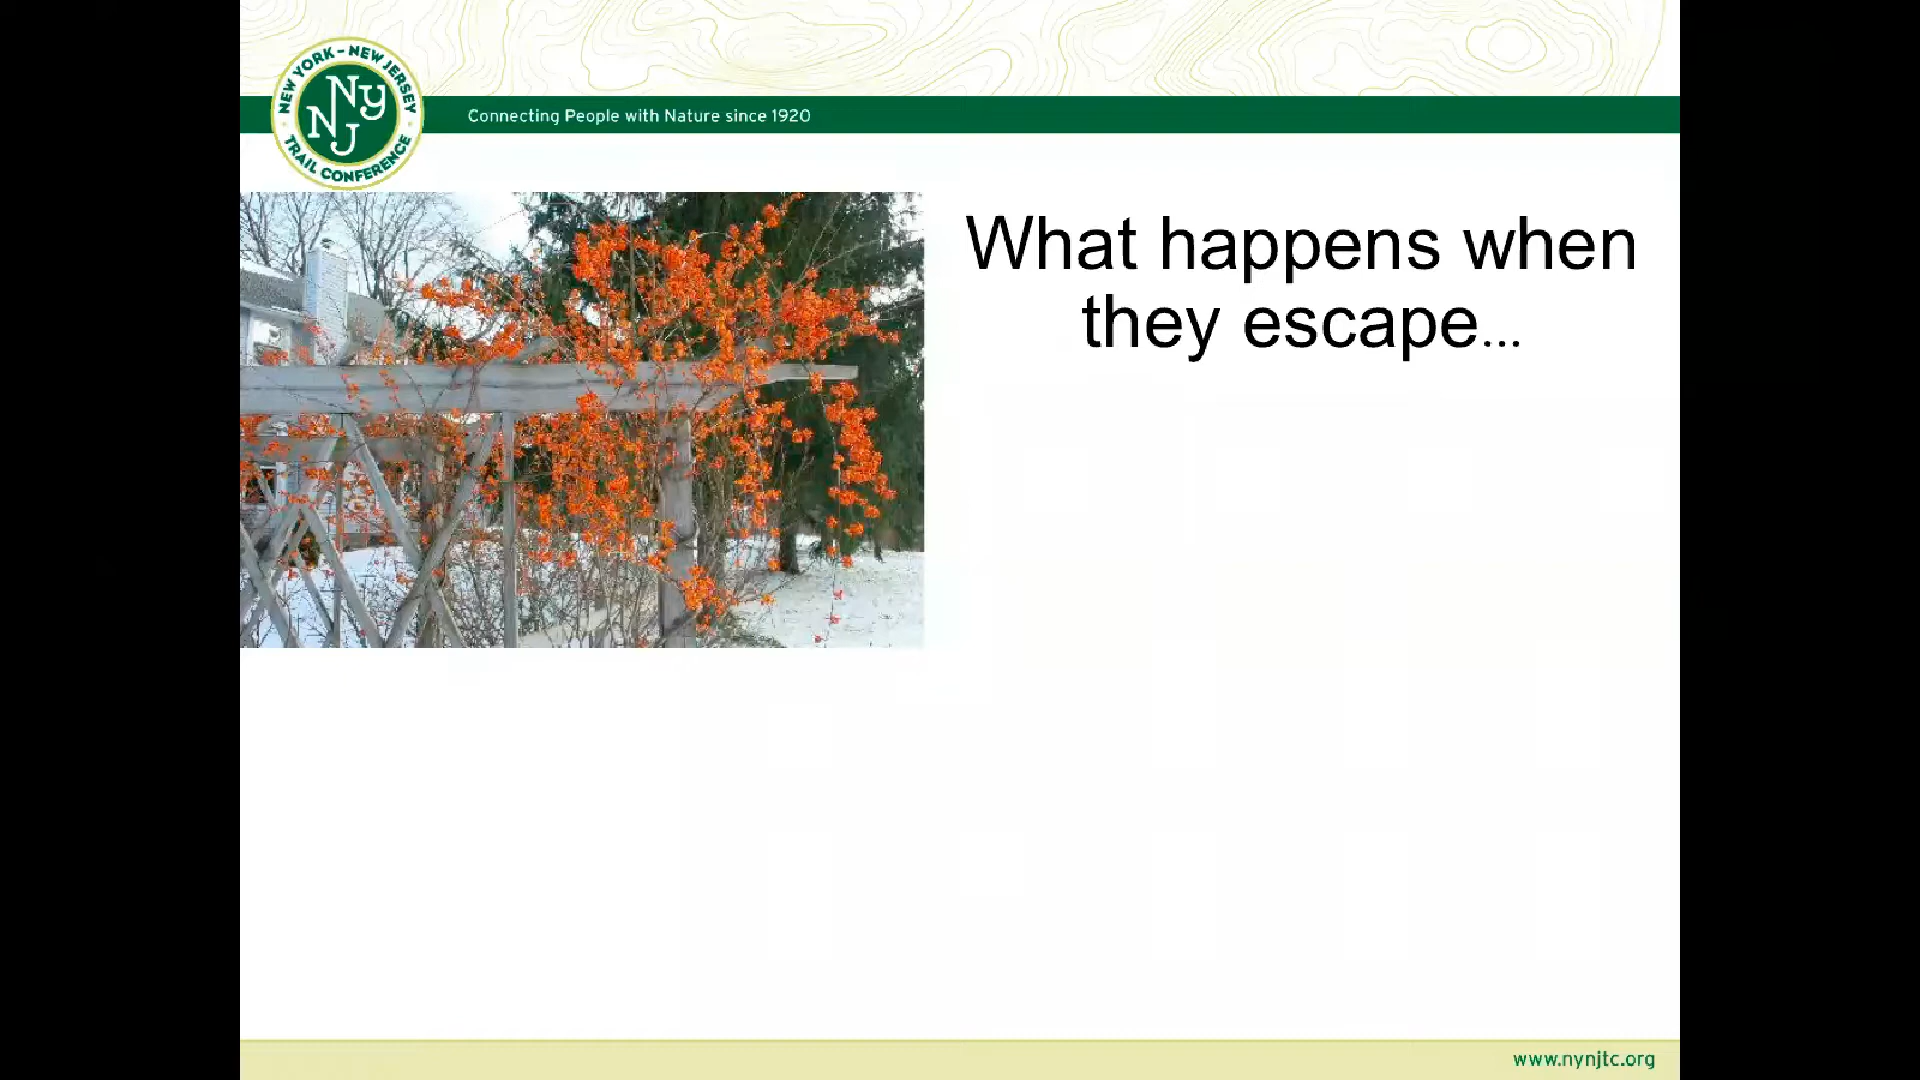 NEW YORK - NEW JERSEY
NY
NJ
TRAIL CONFERENCE
Connecting People with Nature since 1920
What happens when
they escape...
www.nynjtc.org